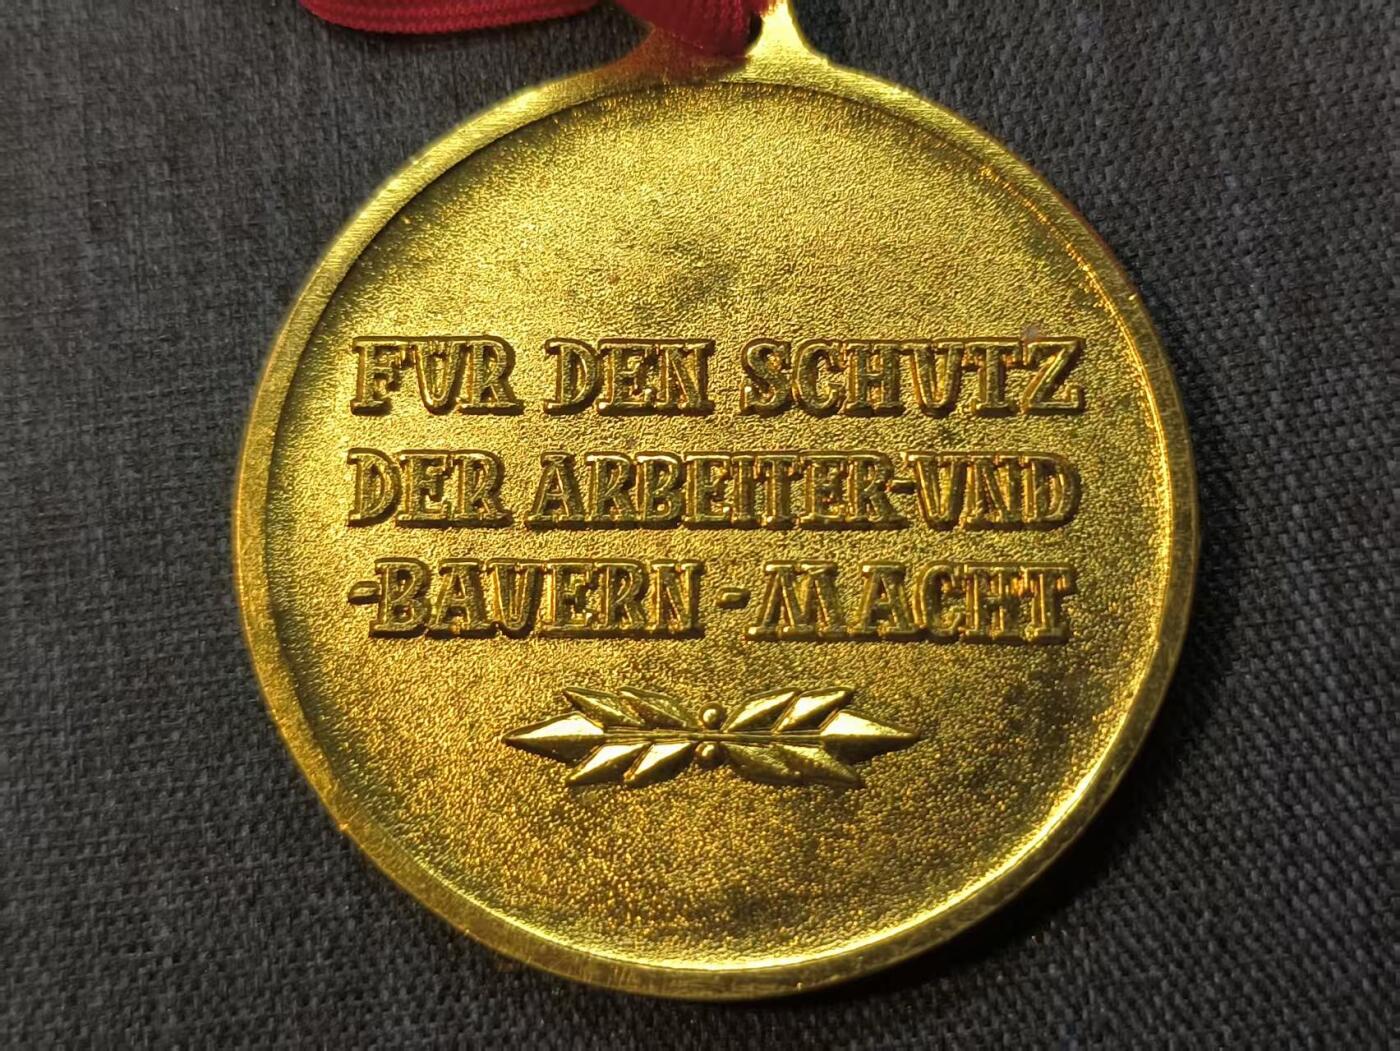 FÜR DEN SCHUTZ
DER ARBEITER-UND
-BAUERN-MACHT